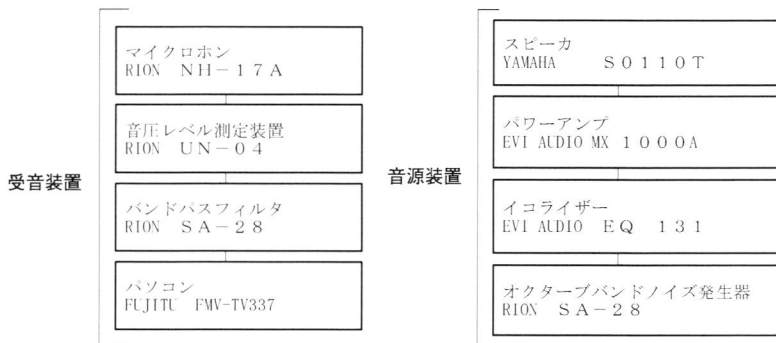 受音装置
マイクロホン
RION NH-17A
音圧レベル測定装置
RION UN-04
バンドパスフィルタ
RION SA-28
パソコン
FUJITU FMV-TV337
音源装置
スピーカ
YAMAHA S0110T
パワーアンプ
EVI AUDIO MX 1000A
イコライザー
EVI AUDIO EQ 131
オクターブバンドノイズ発生器
RION SA-28